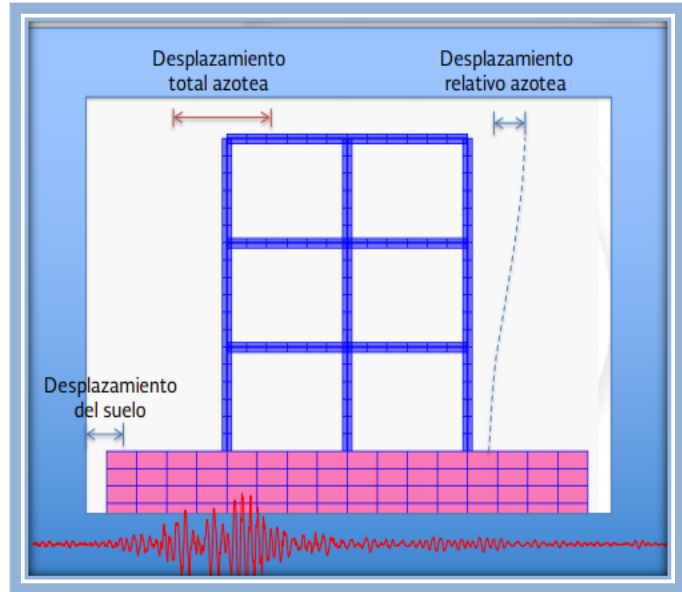 Desplazamiento
total azotea
Desplazamiento
relativo azotea
Desplazamiento
del suelo